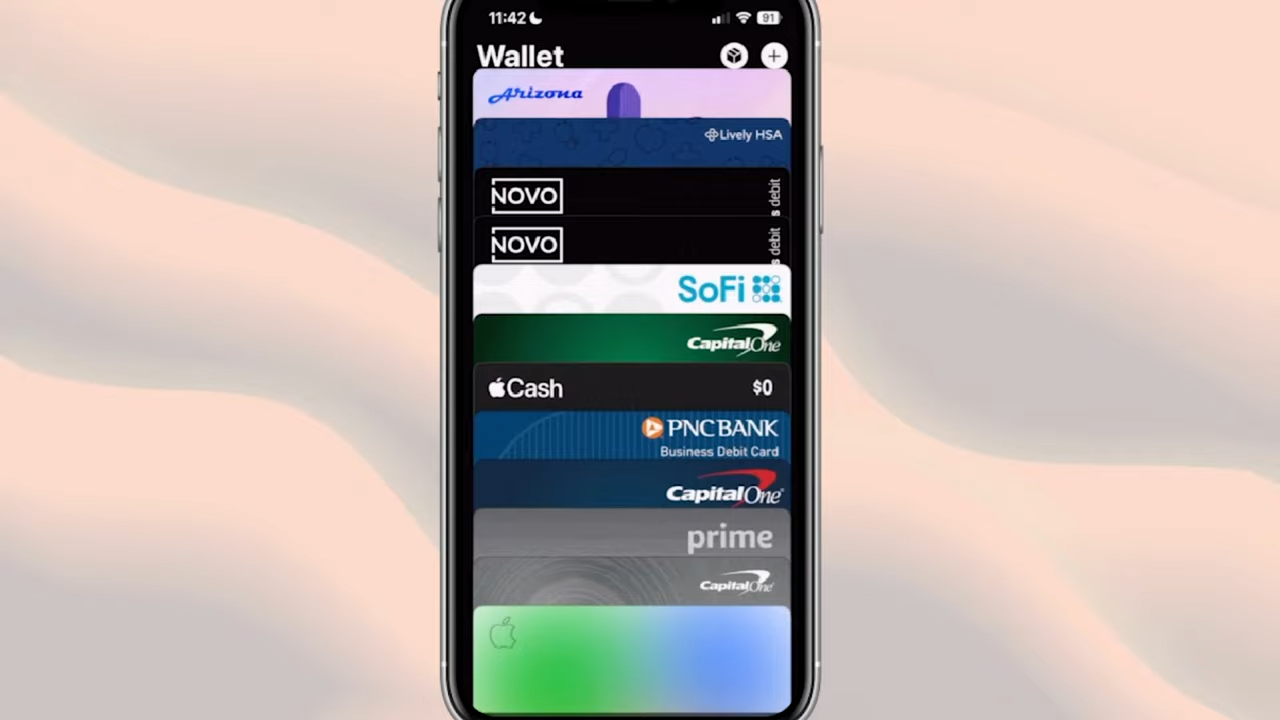 11:42
91
Wallet
Arizona
Lively HSA
NOVO
s debit
NOVO
s debit
SoFi
Capital One
Cash $0
PNC BANK
Business Debit Card
Capital One
prime
Capital One